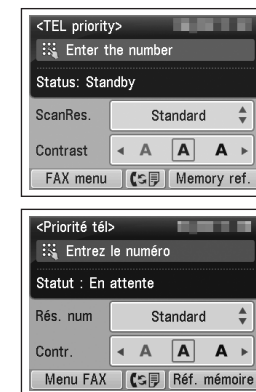 <TEL priority>
Enter the number
Status: Standby
ScanRes. Standard
Contrast A A A
FAX menu Memory ref.
<Priorité tél>
Entrez le numéro
Statut : En attente
Rés. num Standard
Contr. A A A
Menu FAX Réf. mémoire